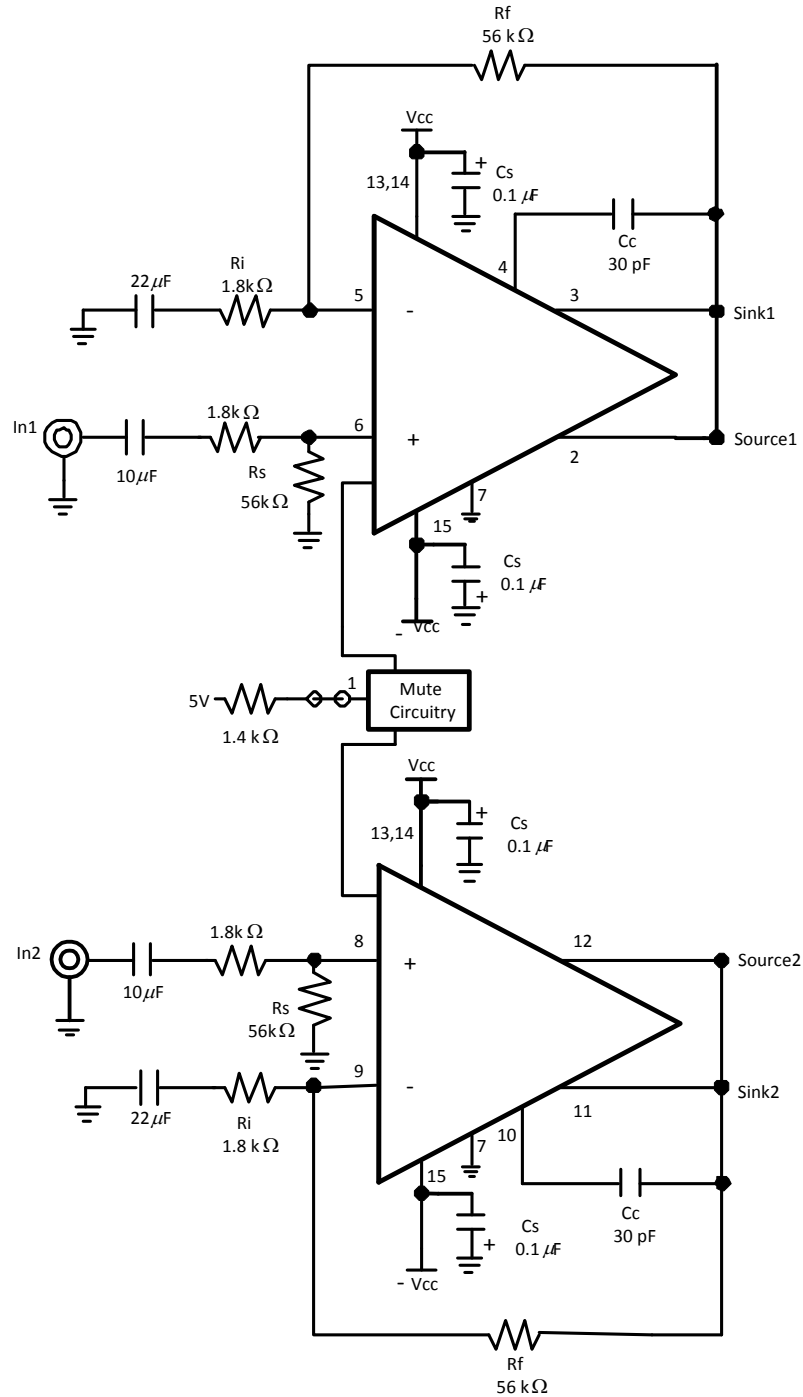 Rf
56 k Ω
Vcc
+
Cs
0.1 μF
13,14
4
Cc
30 pF
22μF
Ri
1.8kΩ
5
-
3
Sink1
In1
10μF
1.8kΩ
Rs
56kΩ
6
+
2
Source1
7
15
Cs
0.1 μF
+
- Vcc
5V
1.4 kΩ
1
Mute
Circuitry
Vcc
+
Cs
0.1 μF
13,14
In2
10μF
1.8kΩ
Rs
56kΩ
8
+
12
Source2
9
-
Sink2
22μF
Ri
1.8 kΩ
11
10
7
15
Cs
0.1 μF
+
Cc
30 pF
- Vcc
Rf
56 kΩ